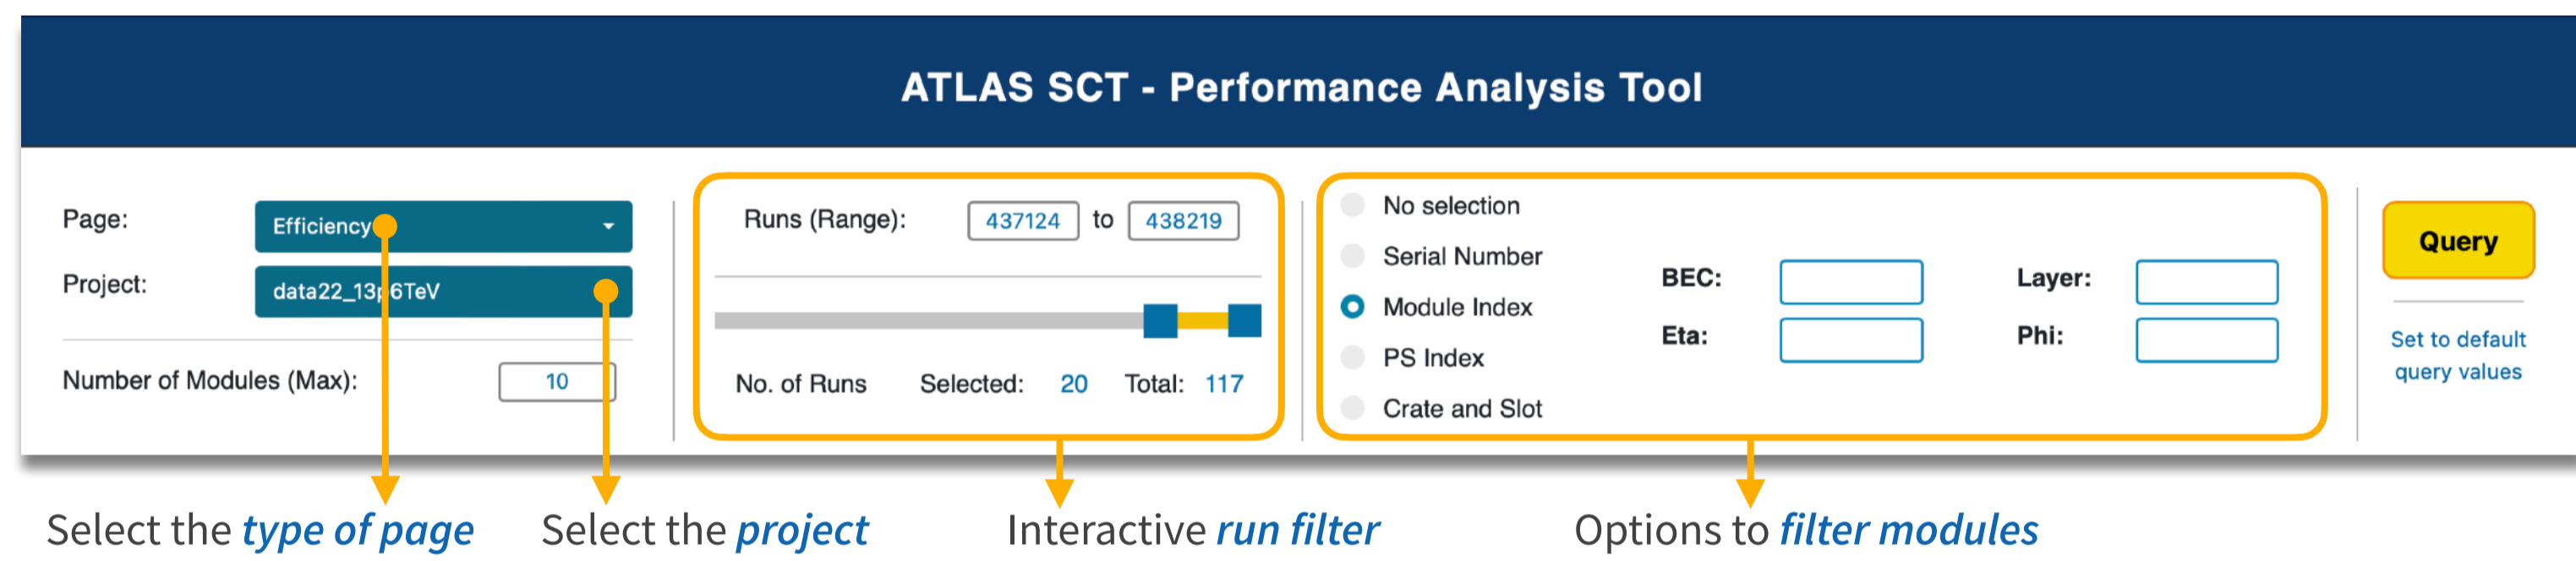 ATLAS SCT - Performance Analysis Tool
Page:
Efficiency
Project:
data22_13p6TeV
Number of Modules (Max):
10
Runs (Range):
437124
to
438219
No. of Runs
Selected:
20
Total:
117
No selection
Serial Number
Module Index
PS Index
Crate and Slot
BEC:
Layer:
Eta:
Phi:
Query
Set to default
query values
Select the type of page
Select the project
Interactive run filter
Options to filter modules